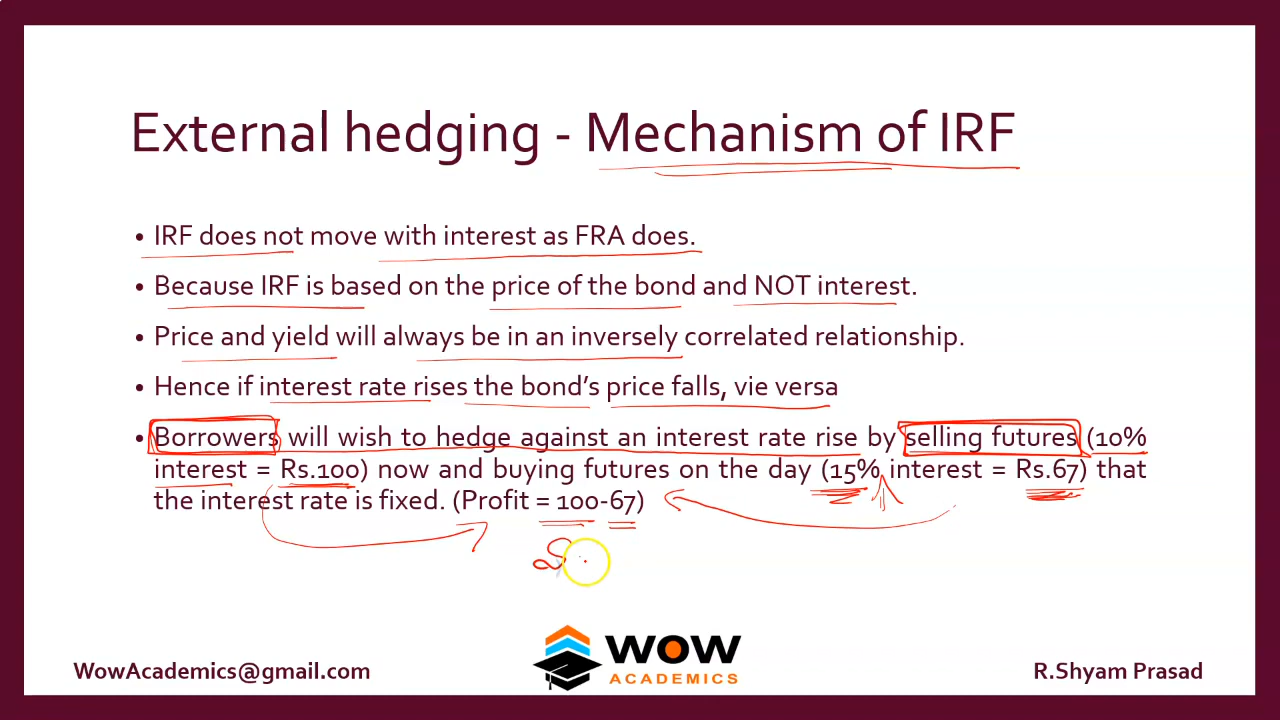 External hedging - Mechanism of IRF
• IRF does not move with interest as FRA does.
• Because IRF is based on the price of the bond and NOT interest.
• Price and yield will always be in an inversely correlated relationship.
• Hence if interest rate rises the bond's price falls, vie versa
• Borrowers will wish to hedge against an interest rate rise by selling futures (10%
interest = Rs.100) now and buying futures on the day (15% interest = Rs.67) that
the interest rate is fixed. (Profit = 100-67)
WOW
ACADEMICS
WowAcademics@gmail.com
R.Shyam Prasad